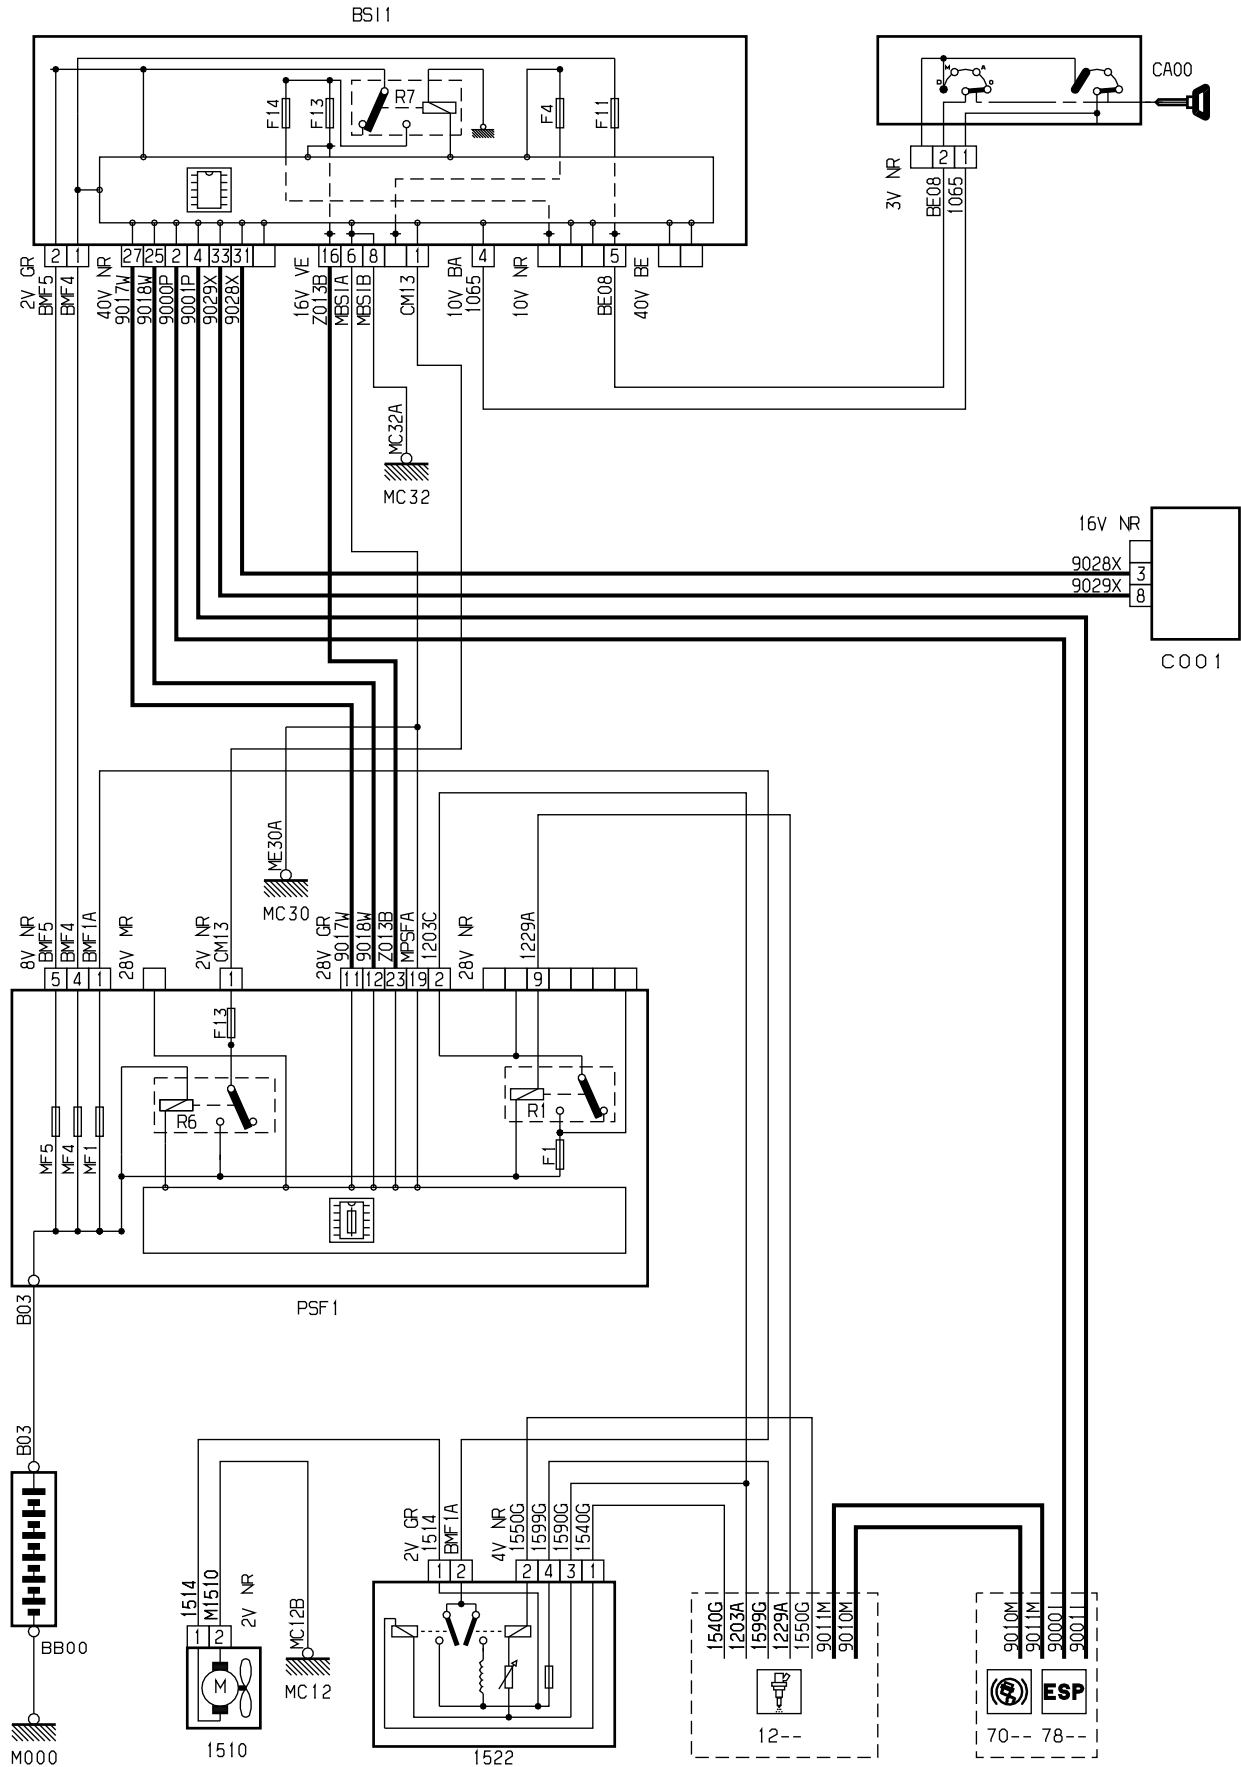 BSI1
CA00
R7
F14
F13
F4
F11
M
A
D
C
3V NR
2
1
BE08
1065
2
1
27
25
2
4
33
31
16
6
8
1
4
5
2V GR
BMF5
BMF4
40V NR
9017W
9018W
9000P
9001P
9029X
9028X
16V VE
Z013B
MBSIA
MBSIB
CM13
10V BA
1065
10V NR
BE08
40V BE
MC32A
MC32
16V NR
9028X
3
9029X
8
C001
ME30A
MC30
8V NR
BMF5
BMF4
BMF1A
28V MR
2V NR
CM13
28V GR
9017W
9018W
Z013B
MPSFA
1203C
28V NR
1229A
5
4
1
1
11
12
23
19
2
9
F13
R6
R1
MF5
MF4
MF1
F1
PSF1
B03
B03
BB00
M000
1514
M1510
2V NR
1
2
M
1510
MC12B
MC12
2V GR
1514
BMF1A
4V NR
1550G
1599G
1590G
1540G
1
2
2
4
3
1
1522
1540G
1203A
1599G
1229A
1550G
9011M
9010M
12--
9010M
9011M
9000I
9001I
ESP
70--
78--